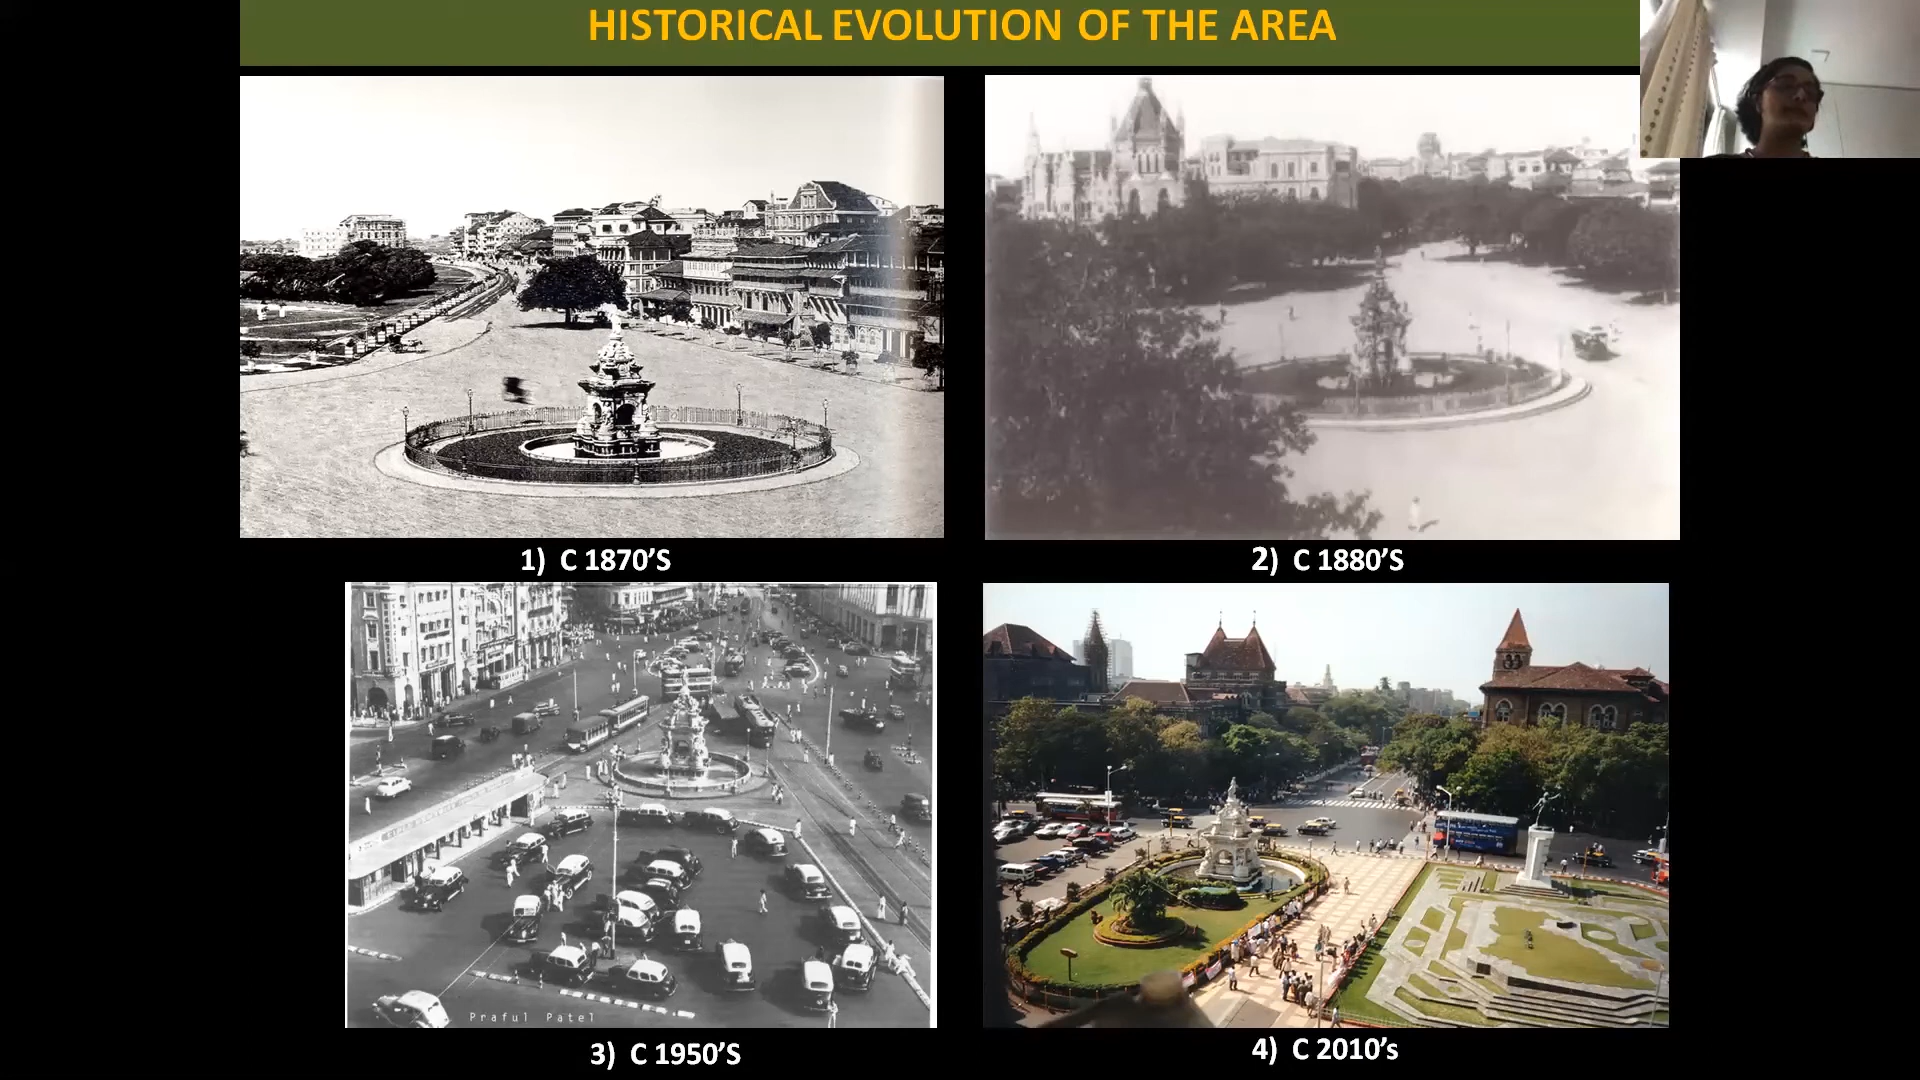 HISTORICAL EVOLUTION OF THE AREA
1) C 1870’S
2) C 1880’S
Praful Patel
3) C 1950’S
4) C 2010’s